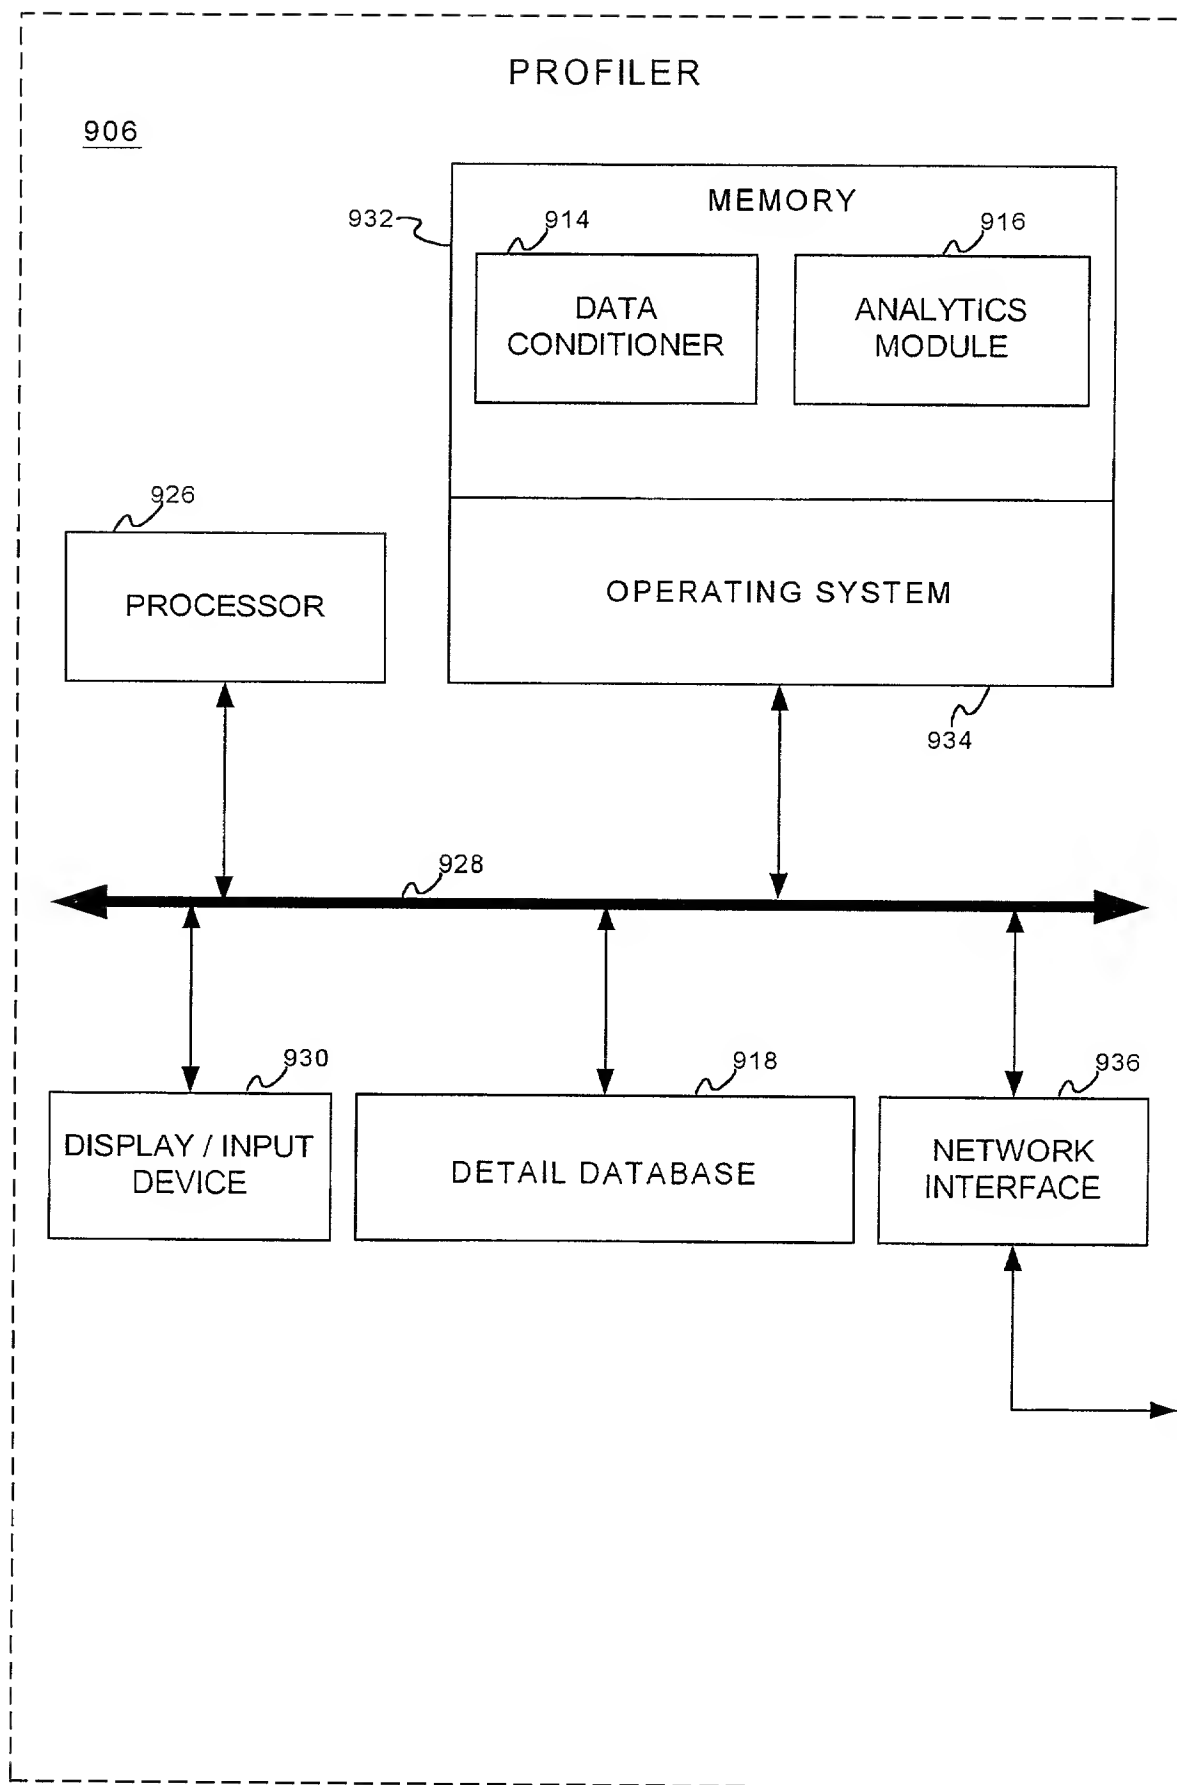 PROFILER
906
MEMORY
932
914
916
DATA
CONDITIONER
ANALYTICS
MODULE
926
PROCESSOR
OPERATING SYSTEM
934
928
930
918
936
DISPLAY / INPUT
DEVICE
DETAIL DATABASE
NETWORK
INTERFACE